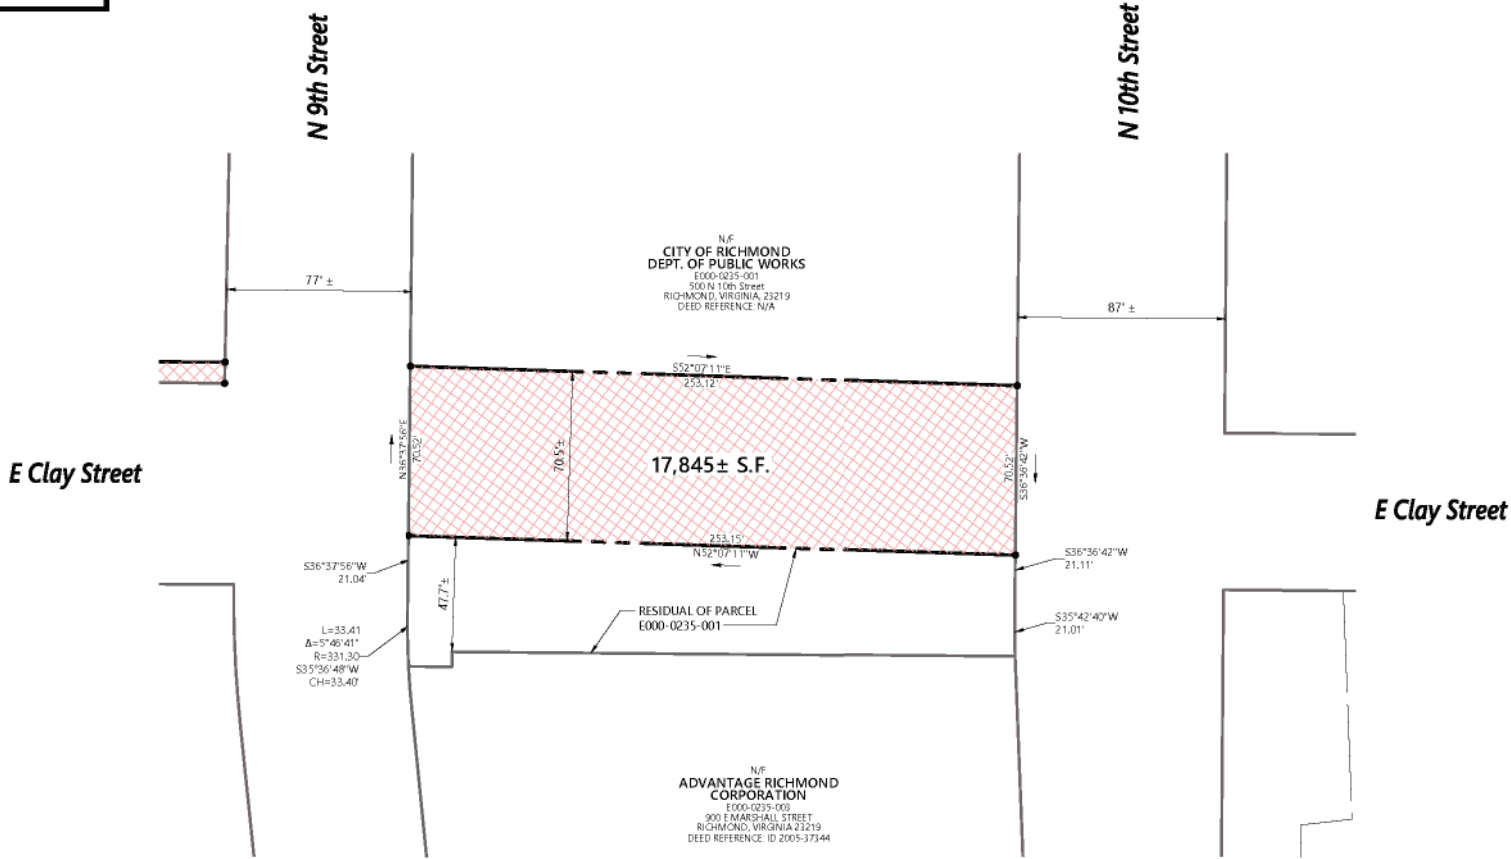 N 9th Street
N 10th Street
N/F
CITY OF RICHMOND
DEPT. OF PUBLIC WORKS
E000-0235-001
500 N 10th Street
RICHMOND, VIRGINIA, 23219
DEED REFERENCE: N/A
77' ±
87' ±
S52°07'11"E
253.12'
N36°37'56"E
70.52'
70.5'±
17,845± S.F.
70.52'
S36°36'42"W
E Clay Street
E Clay Street
253.15'
N52°07'11"W
S36°37'56"W
21.04'
47.7'±
S36°36'42"W
21.11'
RESIDUAL OF PARCEL
E000-0235-001
S35°42'40"W
21.01'
L=33.41
Δ=5°46'41"
R=331.30
S35°36'48"W
CH=33.40'
N/F
ADVANTAGE RICHMOND
CORPORATION
E000-0235-003
900 E MARSHALL STREET
RICHMOND, VIRGINIA 23219
DEED REFERENCE: ID 2005-37344